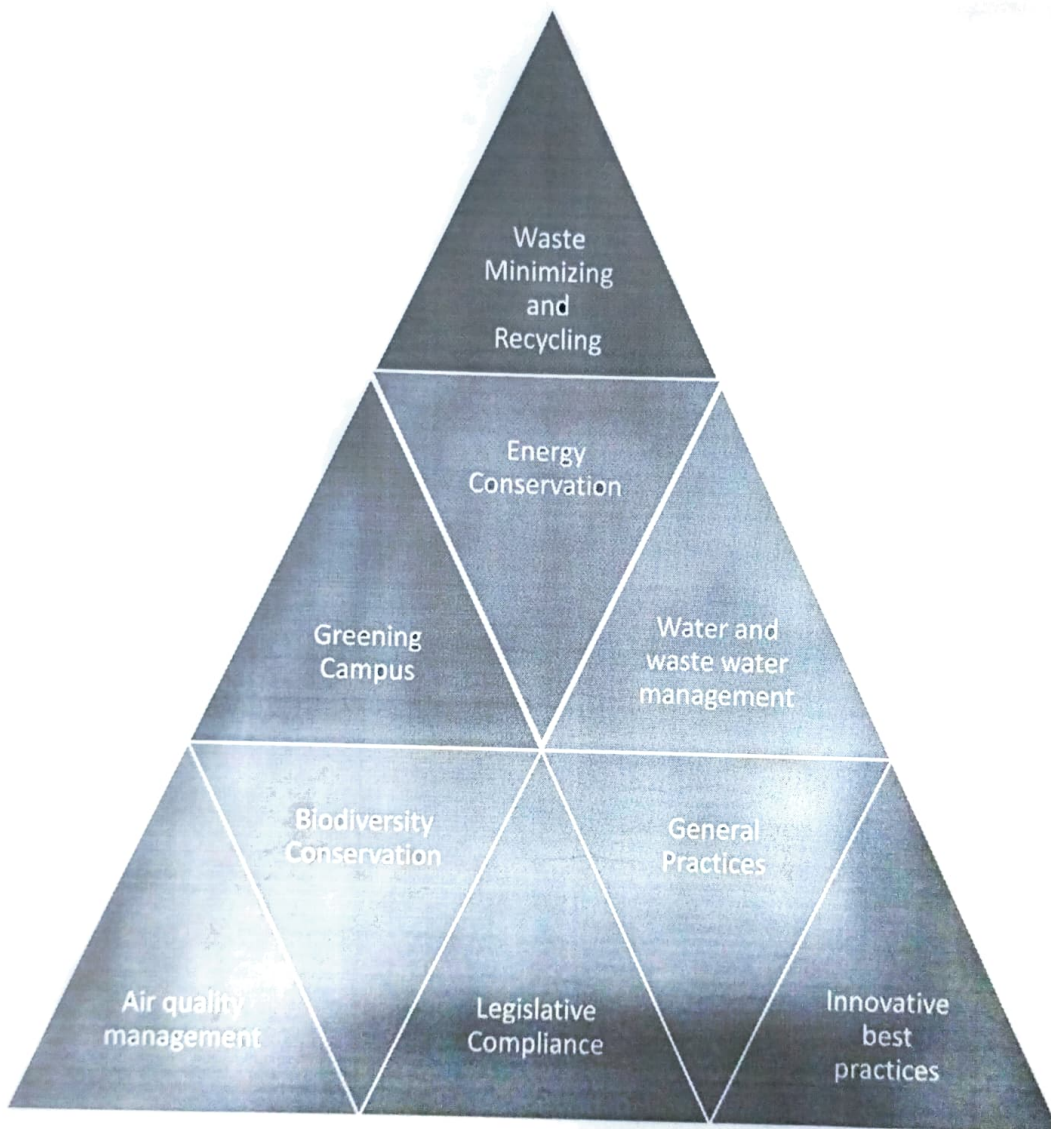 Waste
Minimizing
and
Recycling
Energy
Conservation
Greening
Campus
Water and
waste water
management
Biodiversity
Conservation
General
Practices
Air quality
management
Legislative
Compliance
Innovative
best
practices